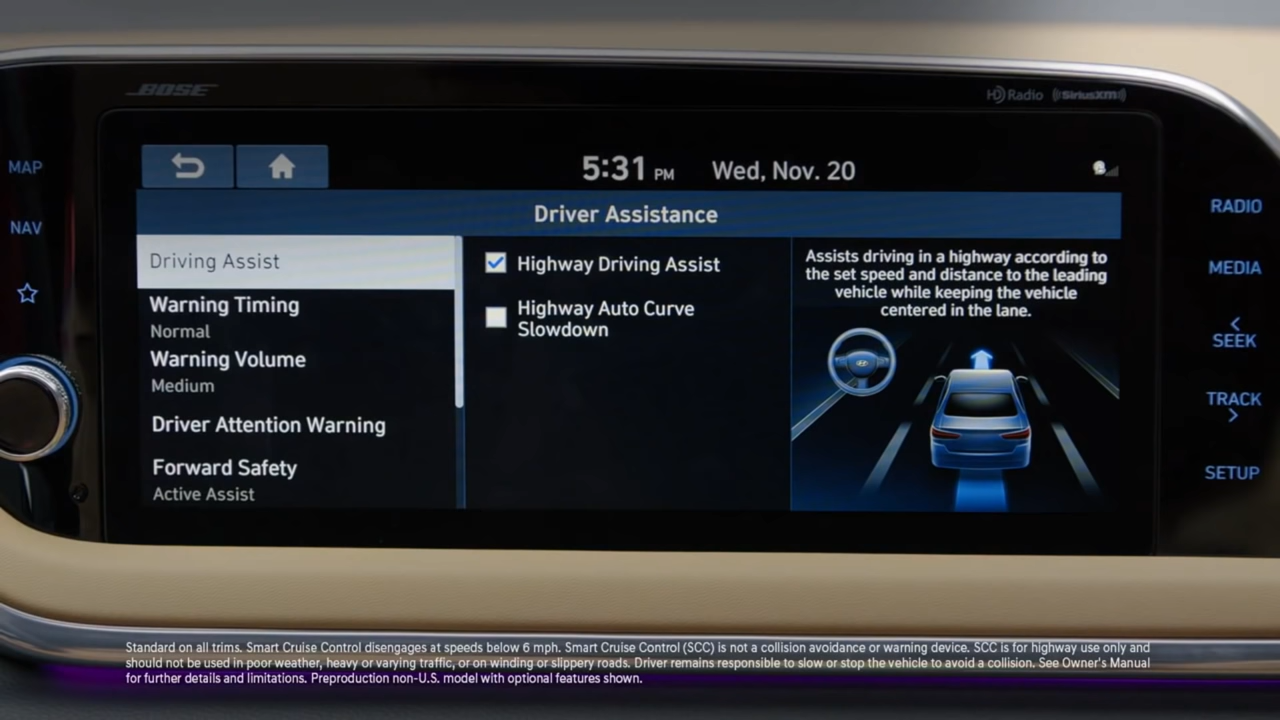 BOSE
HD Radio SiriusXM
MAP
NAV
5:31 PM Wed, Nov. 20
Driver Assistance
Driving Assist
Warning Timing
Normal
Warning Volume
Medium
Driver Attention Warning
Forward Safety
Active Assist
Highway Driving Assist
Highway Auto Curve
Slowdown
Assists driving in a highway according to
the set speed and distance to the leading
vehicle while keeping the vehicle
centered in the lane.
RADIO
MEDIA
<
SEEK
TRACK
>
SETUP
Standard on all trims. Smart Cruise Control disengages at speeds below 6 mph. Smart Cruise Control (SCC) is not a collision avoidance or warning device. SCC is for highway use only and
should not be used in poor weather, heavy or varying traffic, or on winding or slippery roads. Driver remains responsible to slow or stop the vehicle to avoid a collision. See Owner's Manual
for further details and limitations. Preproduction non-U.S. model with optional features shown.